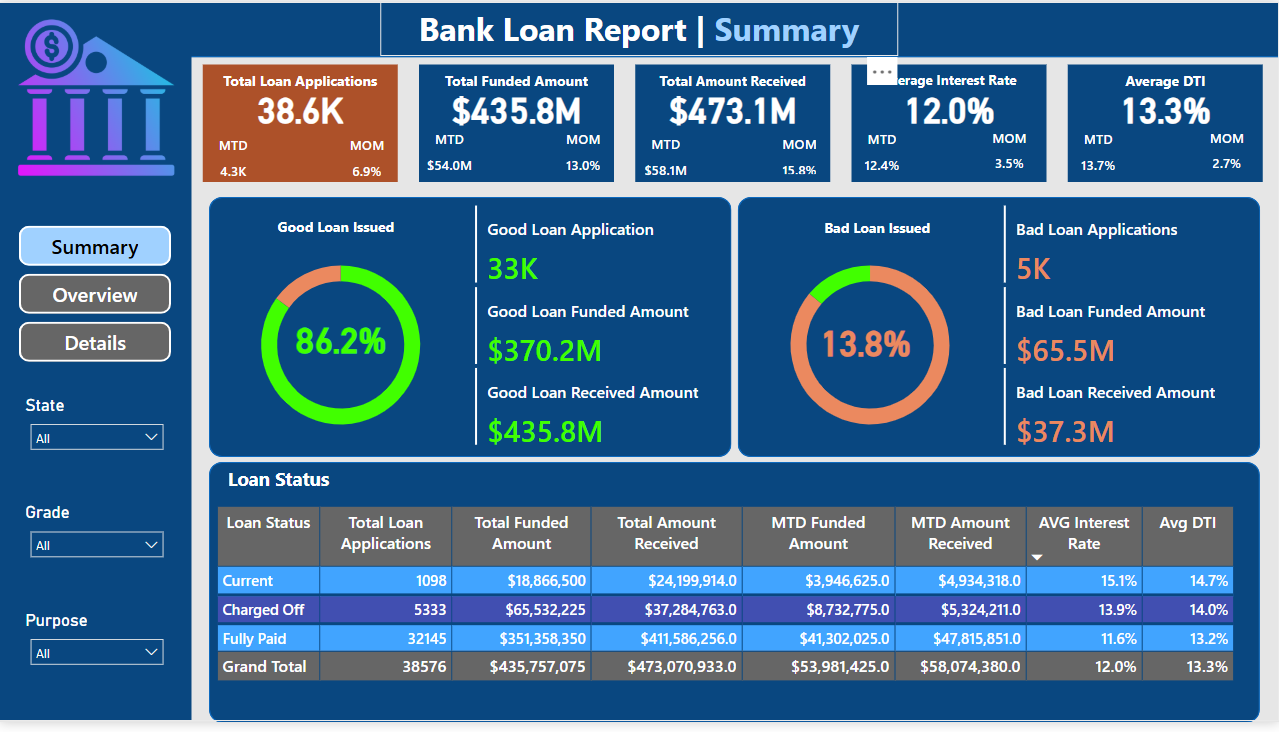 Bank Loan Report | Summary
Total Loan Applications
38.6K
MTD MOM
4.3K 6.9%
Total Funded Amount
$435.8M
MTD MOM
$54.0M 13.0%
Total Amount Received
$473.1M
MTD MOM
$58.1M 15.8%
erage Interest Rate
12.0%
MTD MOM
12.4% 3.5%
Average DTI
13.3%
MTD MOM
13.7% 2.7%
Summary
Overview
Details
State
All
Grade
All
Purpose
All
Good Loan Issued
86.2%
Good Loan Application
33K
Good Loan Funded Amount
$370.2M
Good Loan Received Amount
$435.8M
Bad Loan Issued
13.8%
Bad Loan Applications
5K
Bad Loan Funded Amount
$65.5M
Bad Loan Received Amount
$37.3M
Loan Status
Loan Status Total Loan Applications Total Funded Amount Total Amount Received MTD Funded Amount MTD Amount Received AVG Interest Rate Avg DTI
Current 1098 $18,866,500 $24,199,914.0 $3,946,625.0 $4,934,318.0 15.1% 14.7%
Charged Off 5333 $65,532,225 $37,284,763.0 $8,732,775.0 $5,324,211.0 13.9% 14.0%
Fully Paid 32145 $351,358,350 $411,586,256.0 $41,302,025.0 $47,815,851.0 11.6% 13.2%
Grand Total 38576 $435,757,075 $473,070,933.0 $53,981,425.0 $58,074,380.0 12.0% 13.3%